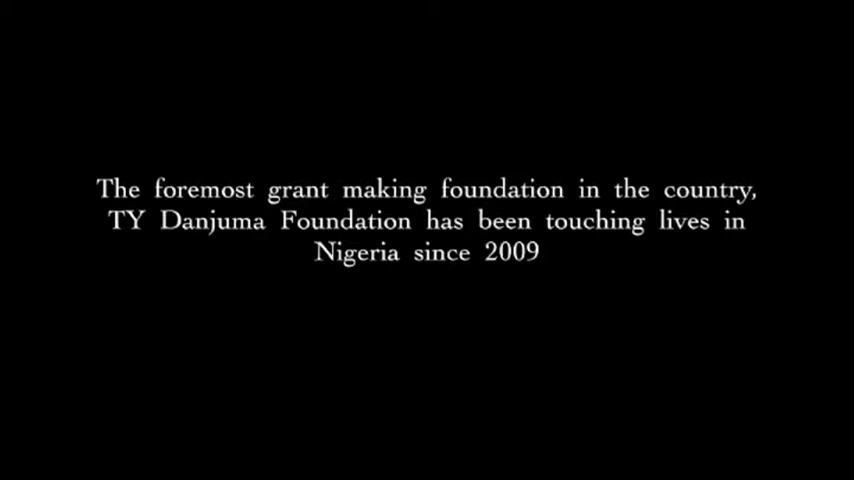 The foremost grant making foundation in the country,
TY Danjuma Foundation has been touching lives in
Nigeria since 2009